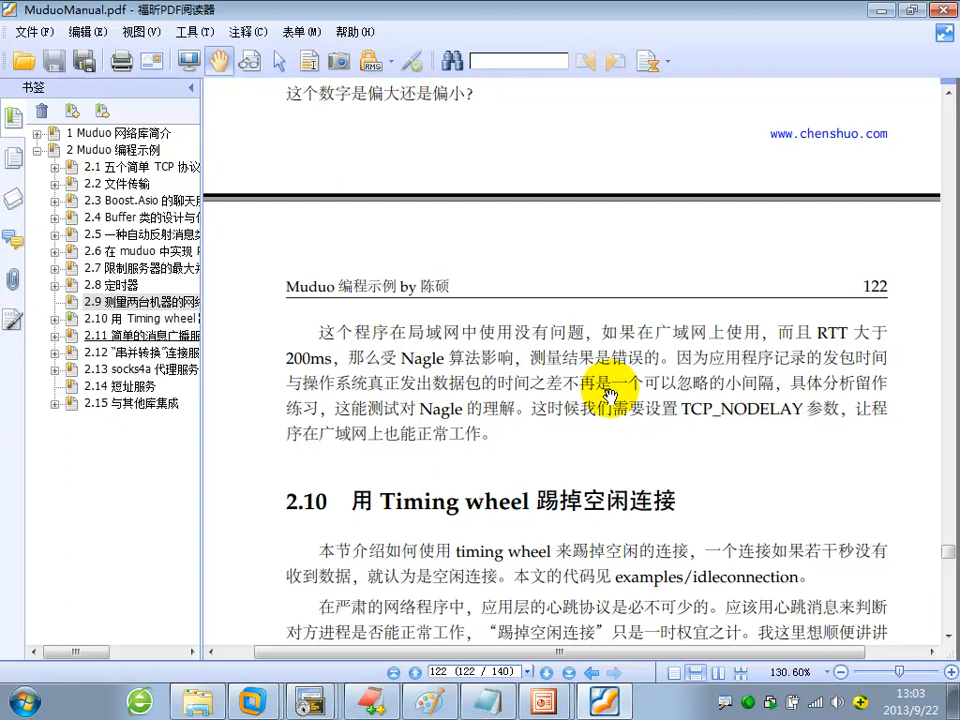 MuduoManual.pdf - 福昕PDF阅读器
文件(F) 编辑(E) 视图(V) 工具(T) 注释(C) 表单(M) 帮助(H)
RMS
书签
1 Muduo 网络库简介
2 Muduo 编程示例
2.1 五个简单 TCP 协议
2.2 文件传输
2.3 Boost.Asio 的聊天
2.4 Buffer 类的设计与
2.5 一种自动反射消息类
2.6 在 muduo 中实现
2.7 限制服务器的最大并
2.8 定时器
2.9 测量两台机器的网络
2.10 用 Timing wheel
2.11 简单的消息广播服
2.12 “串并转换”连接服
2.13 socks4a 代理服务
2.14 短址服务
2.15 与其他库集成
这个数字是偏大还是偏小?
www.chenshuo.com
Muduo 编程示例 by 陈硕 122
这个程序在局域网中使用没有问题，如果在广域网上使用，而且 RTT 大于
200ms，那么受 Nagle 算法影响，测量结果是错误的。因为应用程序记录的发包时间
与操作系统真正发出数据包的时间之差不再是一个可以忽略的小间隔，具体分析留作
练习，这能测试对 Nagle 的理解。这时候我们需要设置 TCP_NODELAY 参数，让程
序在广域网上也能正常工作。
2.10 用 Timing wheel 踢掉空闲连接
本节介绍如何使用 timing wheel 来踢掉空闲的连接，一个连接如果若干秒没有
收到数据，就认为是空闲连接。本文的代码见 examples/idleconnection。
在严肃的网络程序中，应用层的心跳协议是必不可少的。应该用心跳消息来判断
对方进程是否能正常工作，“踢掉空闲连接”只是一时权宜之计。我这里想顺便讲讲
122 (122 / 140)
130.60%
13:03
2013/9/22